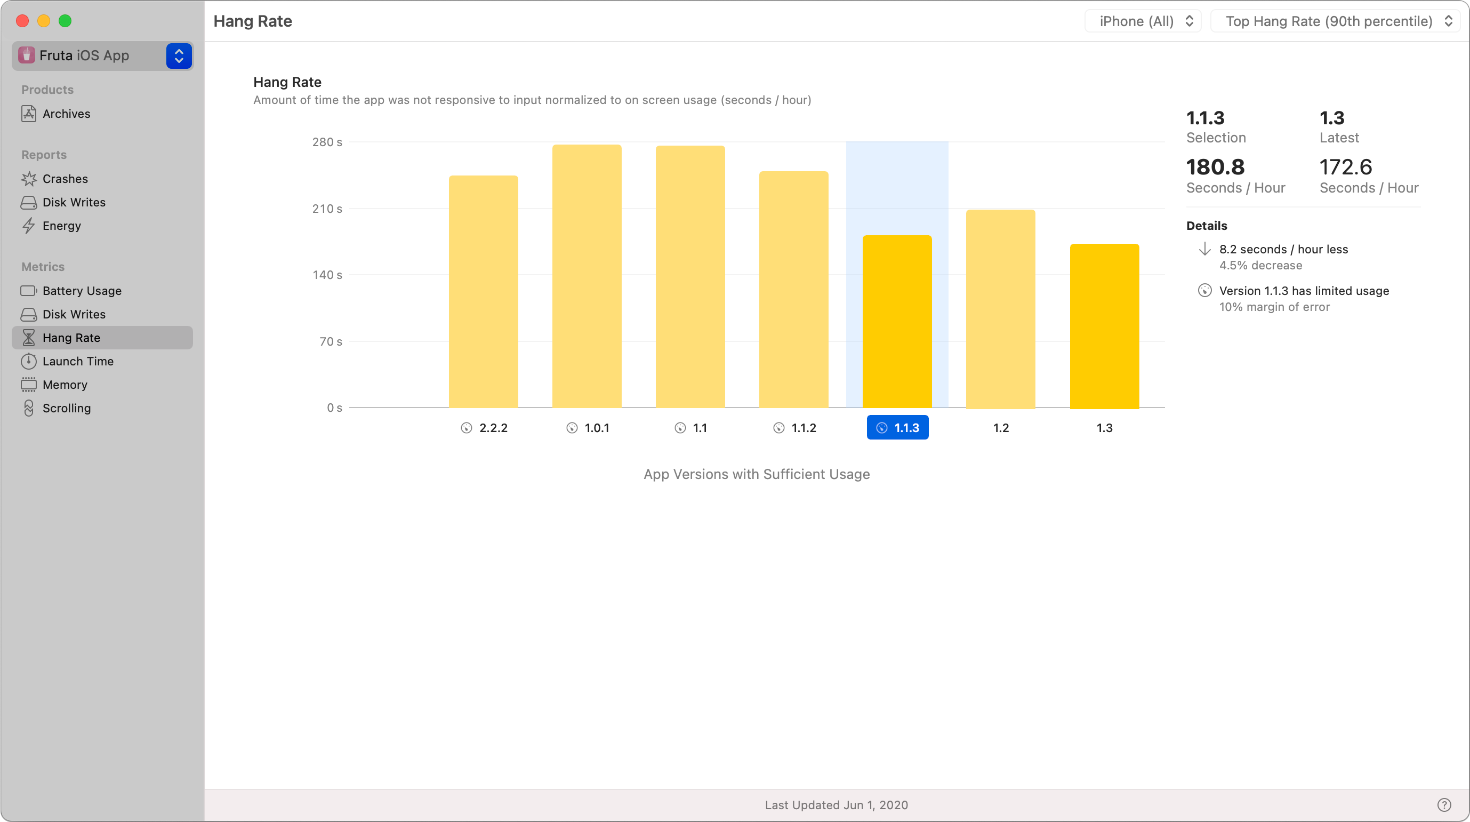 Hang Rate
iPhone (All)
Top Hang Rate (90th percentile)
Fruta iOS App
Products
Archives
Reports
Crashes
Disk Writes
Energy
Metrics
Battery Usage
Disk Writes
Hang Rate
Launch Time
Memory
Scrolling
Hang Rate
Amount of time the app was not responsive to input normalized to on screen usage (seconds / hour)
280 s
210 s
140 s
70 s
0 s
2.2.2
1.0.1
1.1
1.1.2
1.1.3
1.2
1.3
App Versions with Sufficient Usage
1.1.3
Selection
180.8
Seconds / Hour
1.3
Latest
172.6
Seconds / Hour
Details
8.2 seconds / hour less
4.5% decrease
Version 1.1.3 has limited usage
10% margin of error
Last Updated Jun 1, 2020
?